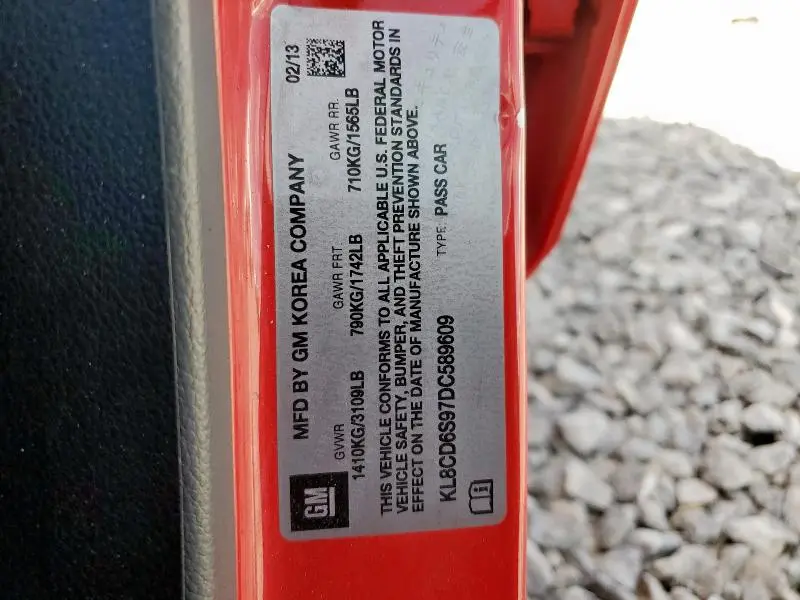 MFD BY GM KOREA COMPANY 02/13
GVWR GAWR FRT GAWR RR.
1410KG/3109LB 790KG/1742LB 710KG/1565LB
THIS VEHICLE CONFORMS TO ALL APPLICABLE U.S. FEDERAL MOTOR
VEHICLE SAFETY, BUMPER, AND THEFT PREVENTION STANDARDS IN
EFFECT ON THE DATE OF MANUFACTURE SHOWN ABOVE.
KL8CD6S97DC589609 TYPE: PASS CAR
GM